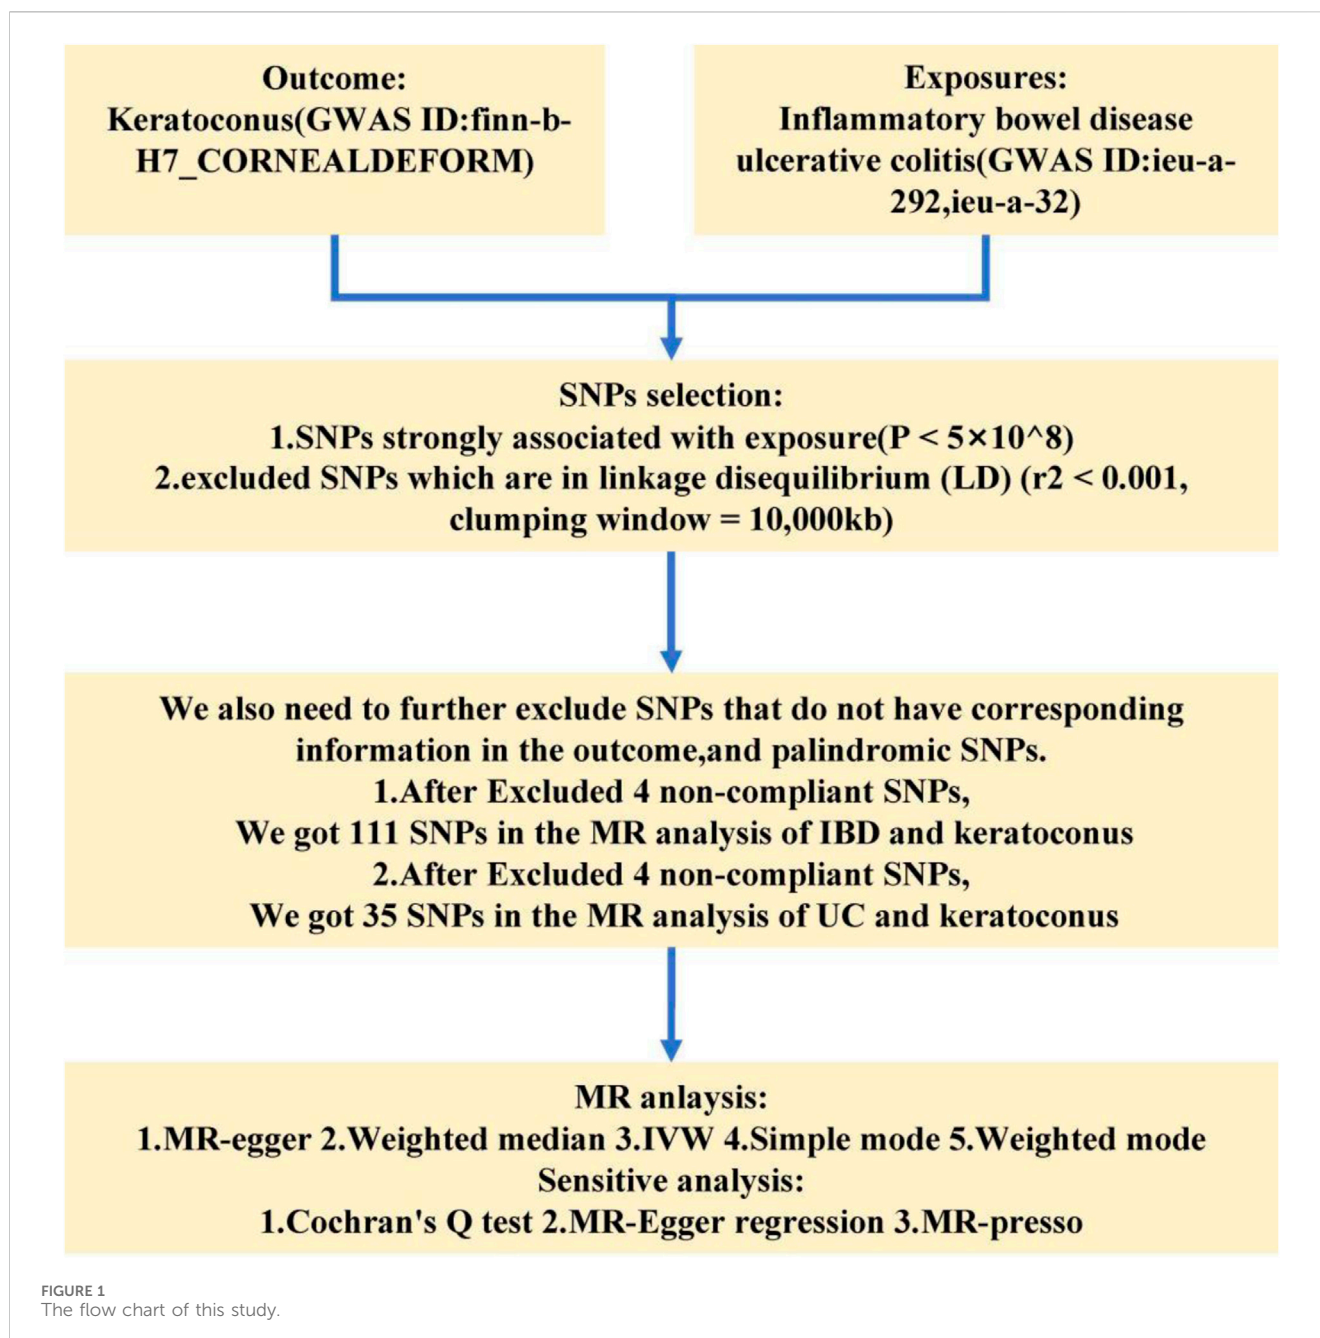 Outcome:
Keratoconus(GWAS ID:finn-b-
H7_CORNEALDEFORM)
Exposures:
Inflammatory bowel disease
ulcerative colitis(GWAS ID:ieu-a-
292,ieu-a-32)
SNPs selection:
1.SNPs strongly associated with exposure(P < 5×10^8)
2.excluded SNPs which are in linkage disequilibrium (LD) (r2 < 0.001,
clumping window = 10,000kb)
We also need to further exclude SNPs that do not have corresponding
information in the outcome,and palindromic SNPs.
1.After Excluded 4 non-compliant SNPs,
We got 111 SNPs in the MR analysis of IBD and keratoconus
2.After Excluded 4 non-compliant SNPs,
We got 35 SNPs in the MR analysis of UC and keratoconus
MR anlaysis:
1.MR-egger 2.Weighted median 3.IVW 4.Simple mode 5.Weighted mode
Sensitive analysis:
1.Cochran's Q test 2.MR-Egger regression 3.MR-presso
FIGURE 1
The flow chart of this study.